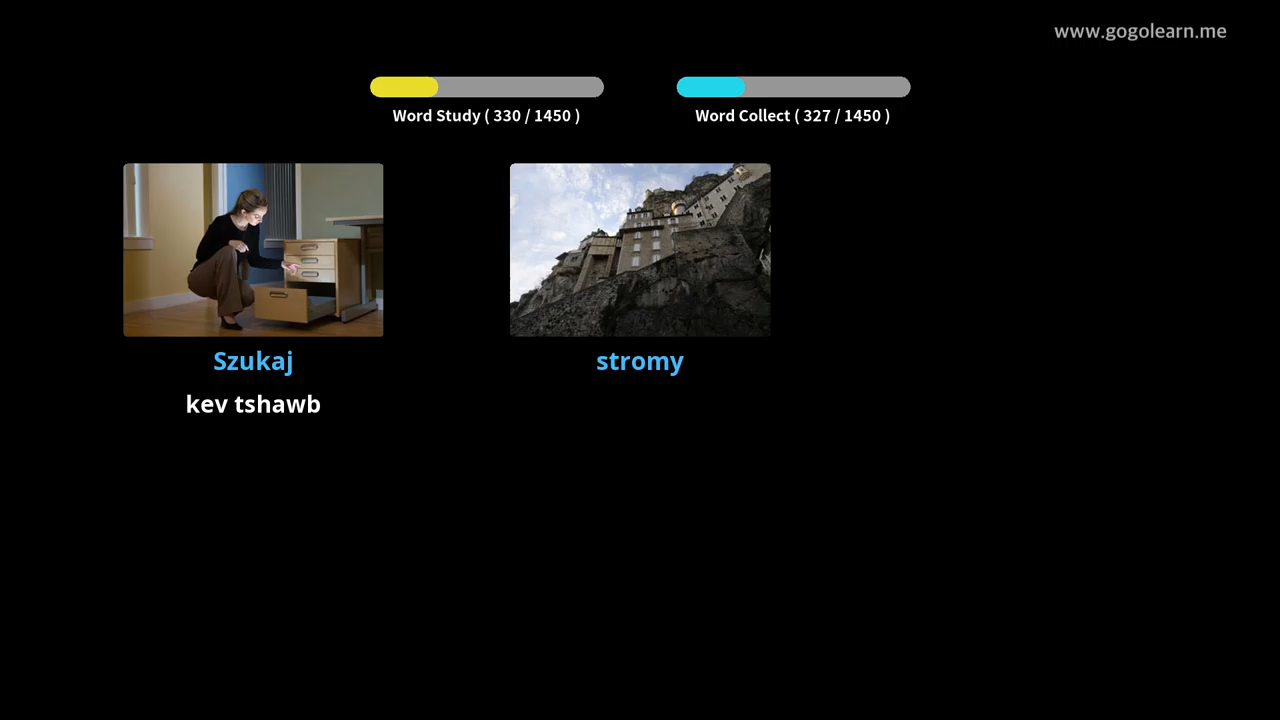 www.gogolearn.me
Word Study ( 330 / 1450 )
Word Collect ( 327 / 1450 )
Szukaj
stromy
kev tshawb